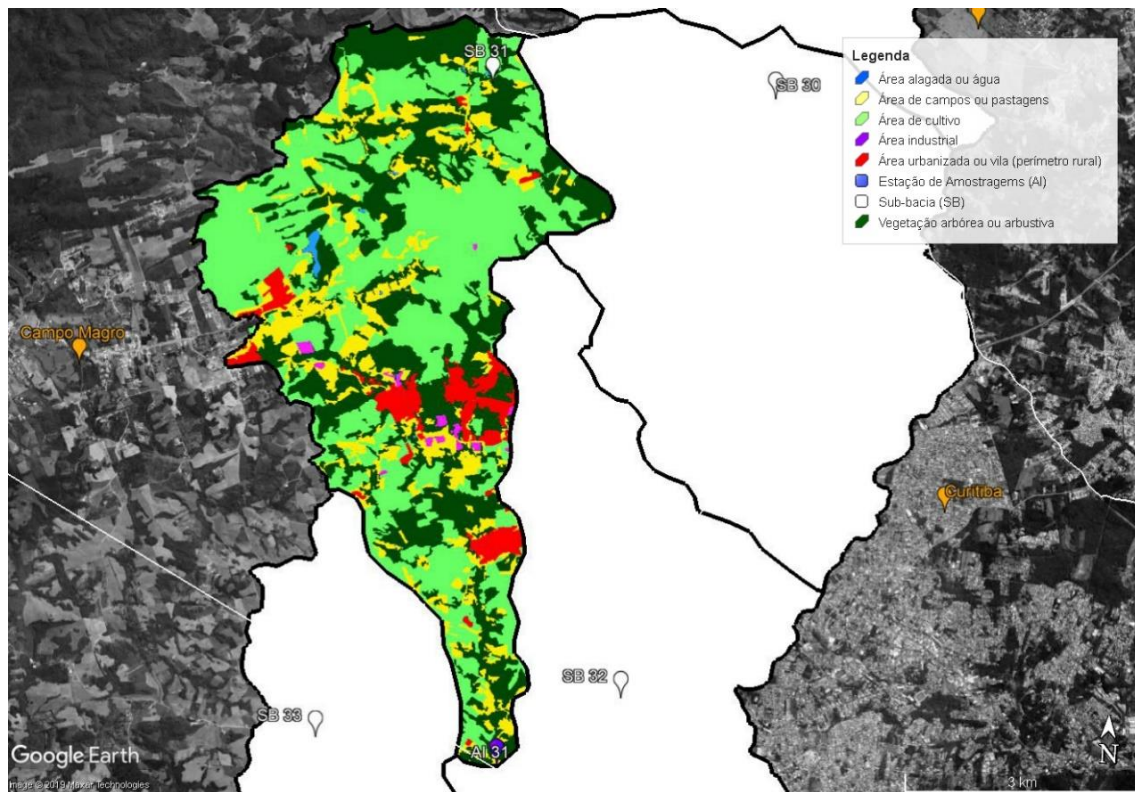 SB 31
SB 30
Legenda
Área alagada ou água
Área de campos ou pastagens
Área de cultivo
Área industrial
Área urbanizada ou vila (perímetro rural)
Estação de Amostragems (AI)
Sub-bacia (SB)
Vegetação arbórea ou arbustiva
Campo Magro
Curitiba
SB 32
SB 33
AI 31
Google Earth
Image © 2019 Maxar Technologies
N
3 km